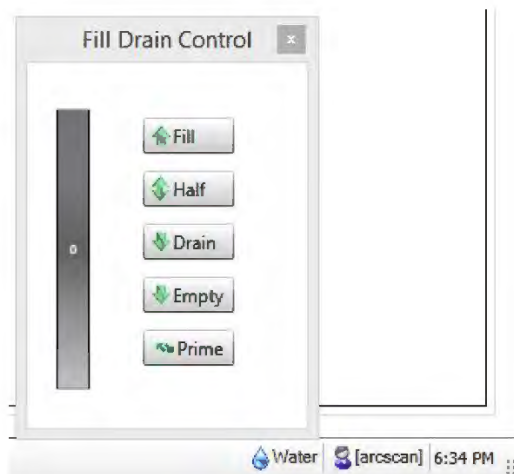 Fill Drain Control
x
Fill
Half
0
Drain
Empty
Prime
Water [arcscan] 6:34 PM